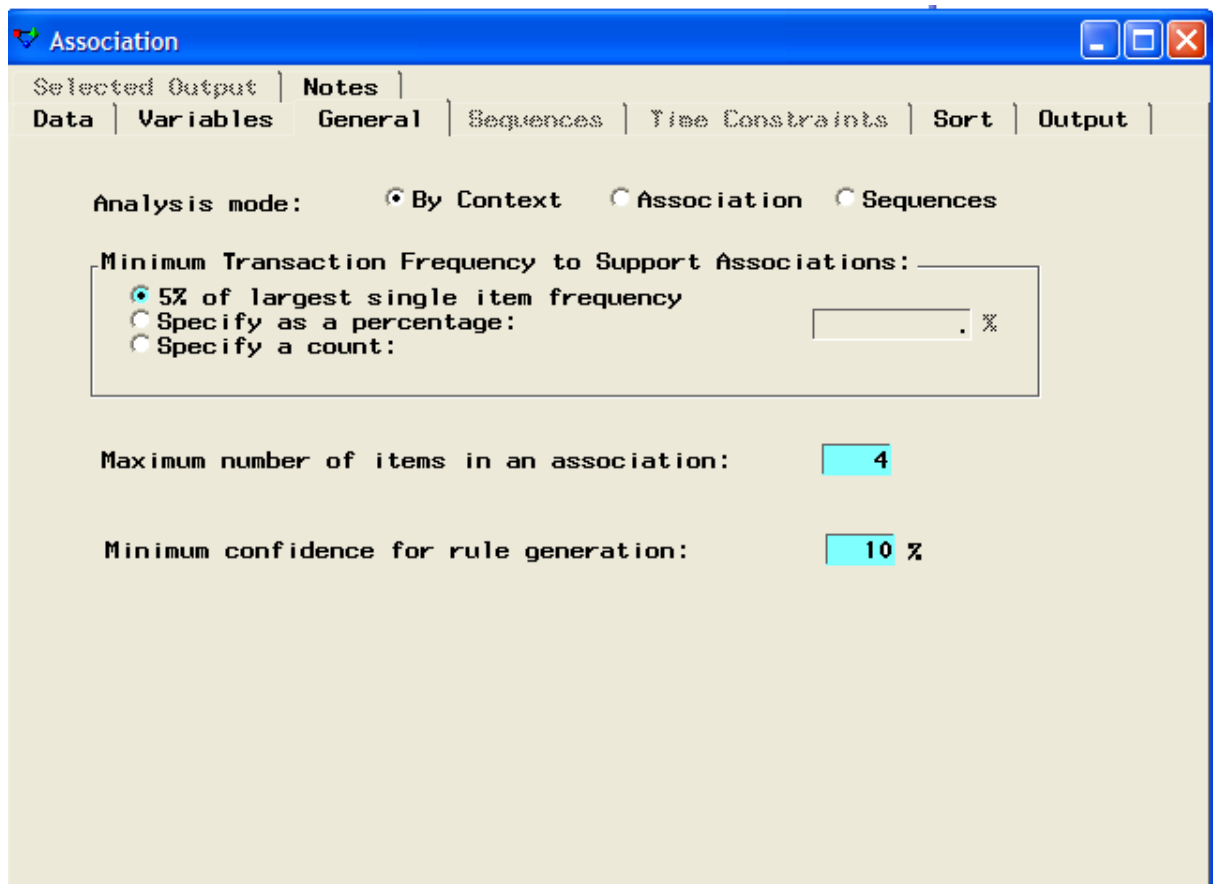 Association
Selected Output Notes
Data Variables General Sequences Time Constraints Sort Output
Analysis mode: By Context Association Sequences
Minimum Transaction Frequency to Support Associations:
5% of largest single item frequency
Specify as a percentage: . %
Specify a count:
Maximum number of items in an association: 4
Minimum confidence for rule generation: 10 %